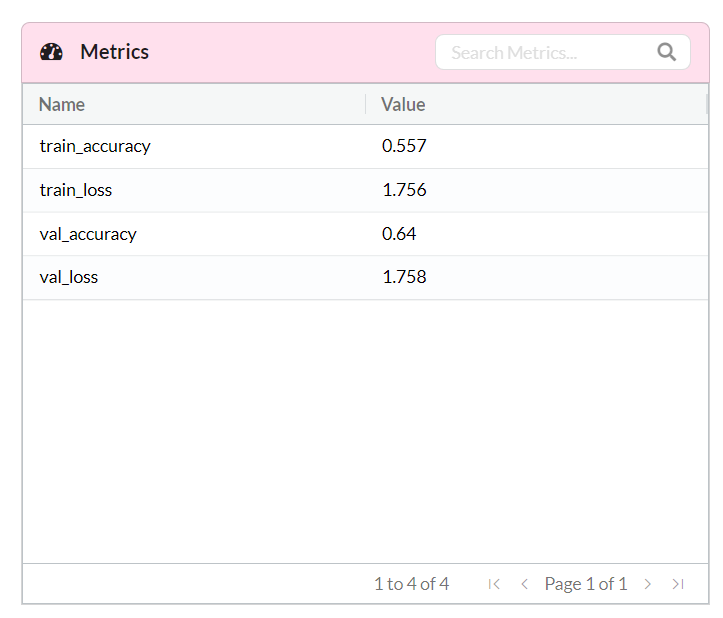 Metrics
Search Metrics...
Name Value
train_accuracy 0.557
train_loss 1.756
val_accuracy 0.64
val_loss 1.758
1 to 4 of 4 Page 1 of 1